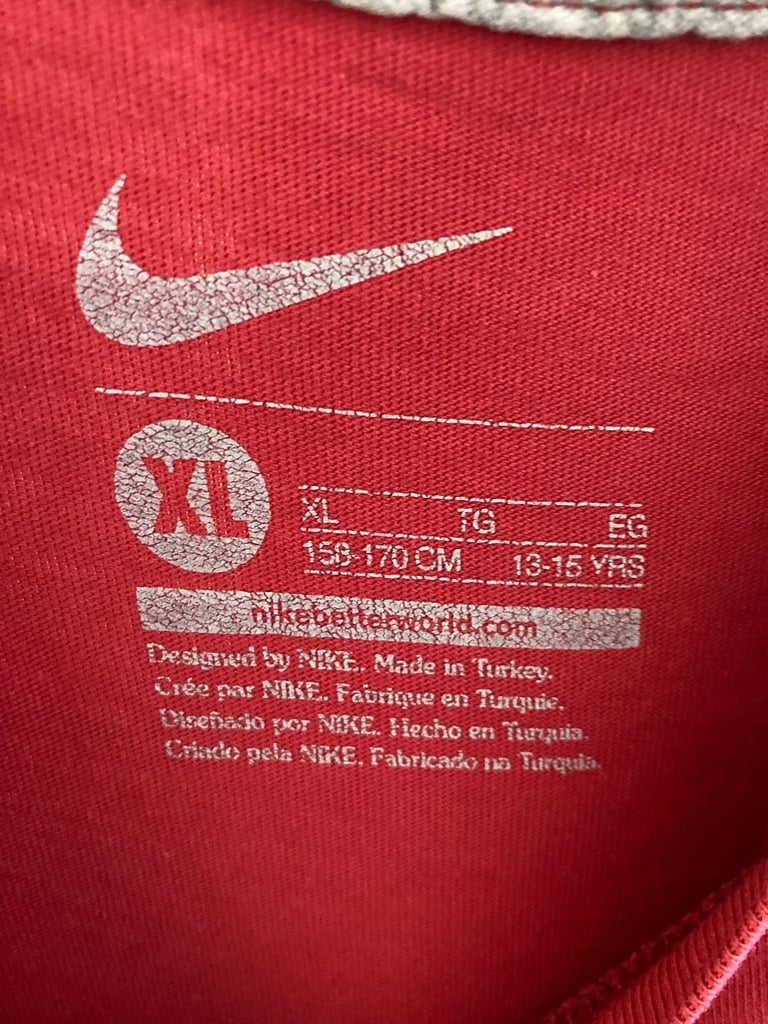 XL
XL TG EG
158-170 CM 13-15 YRS
nikebetterworld.com
Designed by NIKE. Made in Turkey.
Crée par NIKE. Fabrique en Turquie.
Diseñado por NIKE. Hecho en Turquia.
Criado pela NIKE. Fabricado na Turquia.